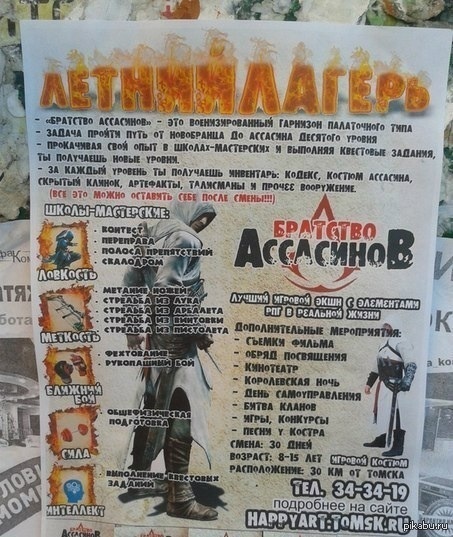 ЛЕТНИЙ ЛАГЕРЬ
- «БРАТСТВО АССАСИНОВ» - ЭТО ВОЕНИЗИРОВАННЫЙ ГАРНИЗОН ПАЛАТОЧНОГО ТИПА
- ЗАДАЧА ПРОЙТИ ПУТЬ ОТ НОВОБРАНЦА ДО АССАСИНА ДЕСЯТОГО УРОВНЯ
- ПРОКАЧИВАЯ СВОЙ ОПЫТ В ШКОЛАХ-МАСТЕРСКИХ И ВЫПОЛНЯЯ КВЕСТОВЫЕ ЗАДАНИЯ,
ТЫ ПОЛУЧАЕШЬ НОВЫЕ УРОВНИ.
- ЗА КАЖДЫЙ УРОВЕНЬ ТЫ ПОЛУЧАЕШЬ ИНВЕНТАРЬ: КОДЕКС, КОСТЮМ АССАСИНА,
СКРЫТЫЙ КЛИНОК, АРТЕФАКТЫ, ТАЛИСМАНЫ И ПРОЧЕЕ ВООРУЖЕНИЕ.
(ВСЕ ЭТО МОЖНО ОСТАВИТЬ СЕБЕ ПОСЛЕ СМЕНЫ!!!)
ШКОЛЫ-МАСТЕРСКИЕ:
- КОНТЕСТ
- ПЕРЕПРАВА
- ПОЛОСА ПРЕПЯТСТВИЙ
- СКАЛОДРОМ
ЛОВКОСТЬ
- МЕТАНИЕ НОЖЕЙ
- СТРЕЛЬБА ИЗ ЛУКА
- СТРЕЛЬБА ИЗ АРБАЛЕТА
- СТРЕЛЬБА ИЗ ВИНТОВКИ
- СТРЕЛЬБА ИЗ ПИСТОЛЕТА
МЕТКОСТЬ
- ФЕХТОВАНИЕ
- РУКОПАШНЫЙ БОЙ
БЛИЖНИЙ
БОЙ
ОБЩЕФИЗИЧЕСКАЯ
ПОДГОТОВКА
СИЛА
ВЫПОЛНЕНИЕ КВЕСТОВЫХ
ЗАДАНИЙ
ИНТЕЛЛЕКТ
БРАТСТВО
АССАСИНОВ
ЛУЧШИЙ ИГРОВОЙ ЭКШН С ЭЛЕМЕНТАМИ
РПГ В РЕАЛЬНОЙ ЖИЗНИ
ДОПОЛНИТЕЛЬНЫЕ МЕРОПРИЯТИЯ:
- СЪЕМКИ ФИЛЬМА
- ОБРЯД ПОСВЯЩЕНИЯ
- КИНОТЕАТР
- КОРОЛЕВСКАЯ НОЧЬ
- ДЕНЬ САМОУПРАВЛЕНИЯ
- БИТВА КЛАНОВ
- ИГРЫ, КОНКУРСЫ
- ПЕСНИ У КОСТРА
СМЕНА: 30 ДНЕЙ
ВОЗРАСТ: 8-15 ЛЕТ
ИГРОВОЙ КОСТЮМ
РАСПОЛОЖЕНИЕ: 30 КМ ОТ ТОМСКА
ТЕЛ. 34-34-19
подробнее на сайте
HAPPYART-TOMSK.RU
pikabu.ru